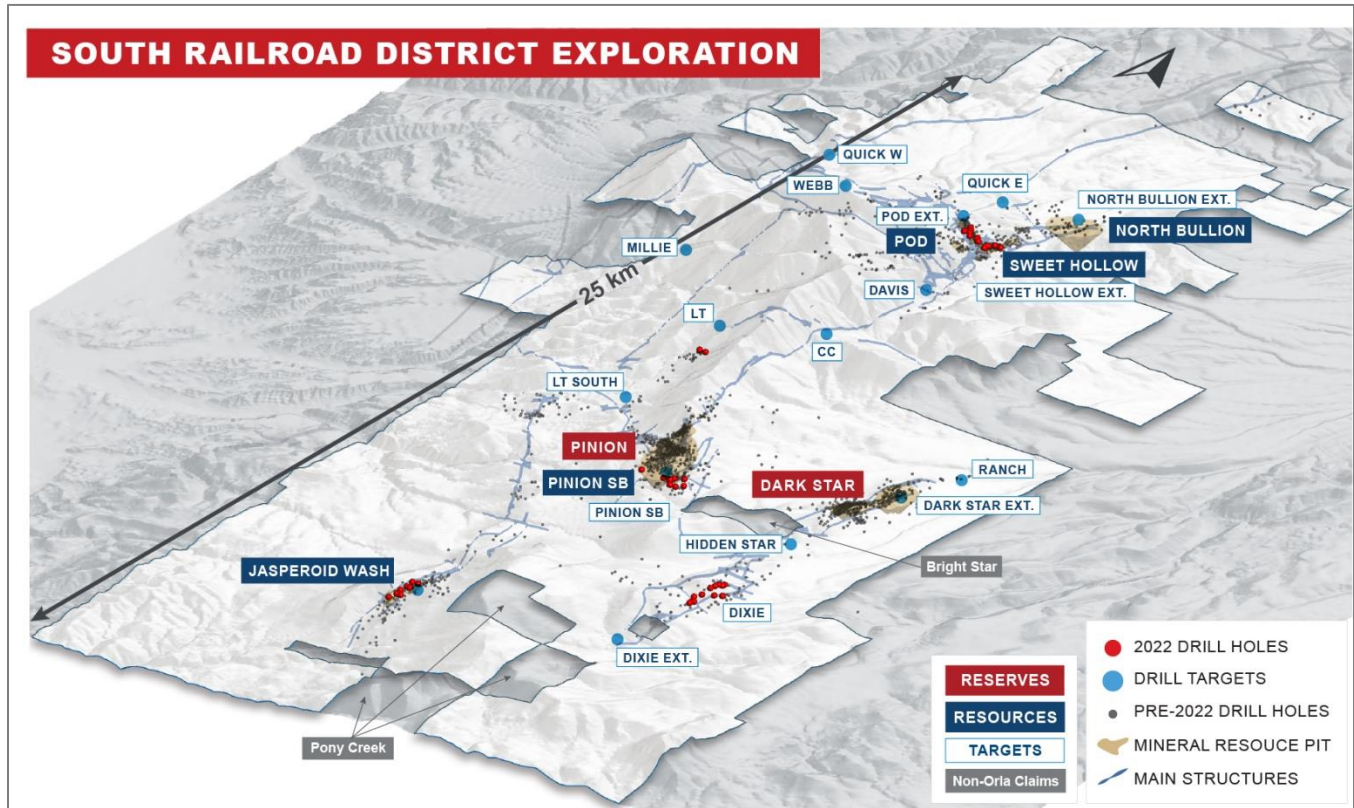 SOUTH RAILROAD DISTRICT EXPLORATION
25 km
QUICK W
WEBB
QUICK E
NORTH BULLION EXT.
POD EXT.
POD
NORTH BULLION
MILLIE
SWEET HOLLOW
DAVIS
SWEET HOLLOW EXT.
LT
CC
LT SOUTH
PINION
PINION SB
PINION SB
DARK STAR
RANCH
DARK STAR EXT.
HIDDEN STAR
Bright Star
JASPEROID WASH
DIXIE
DIXIE EXT.
Pony Creek
RESERVES
RESOURCES
TARGETS
Non-Orla Claims
2022 DRILL HOLES
DRILL TARGETS
PRE-2022 DRILL HOLES
MINERAL RESOUCE PIT
MAIN STRUCTURES